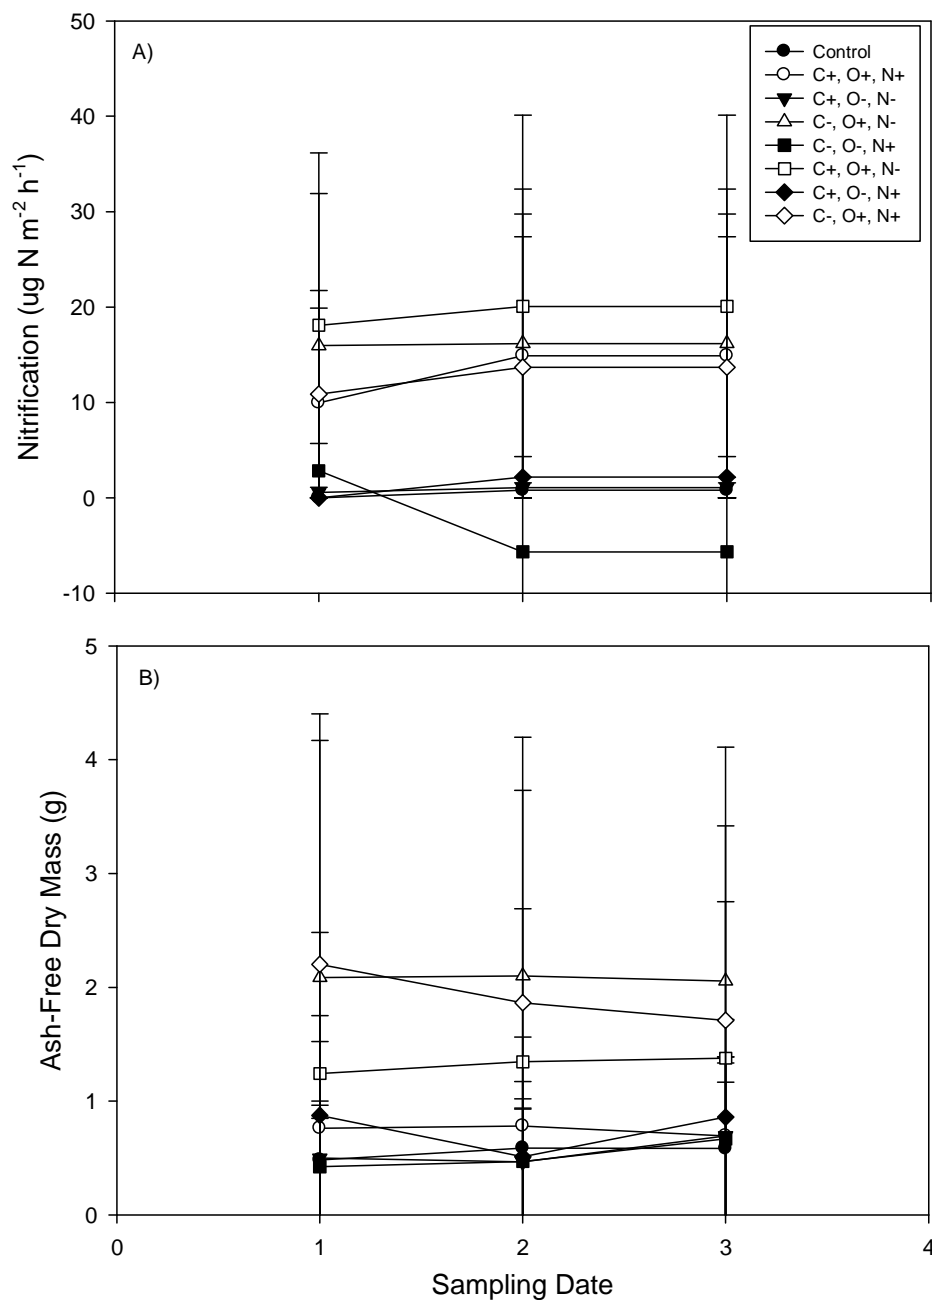 50
A)
Control
C+, O+, N+
C+, O-, N-
C-, O+, N-
C-, O-, N+
C+, O+, N-
C+, O-, N+
C-, O+, N+
40
30
20
10
0
-10
Nitrification (ug N m⁻² h⁻¹)
5
B)
4
3
2
1
0
Ash-Free Dry Mass (g)
0 1 2 3 4
Sampling Date